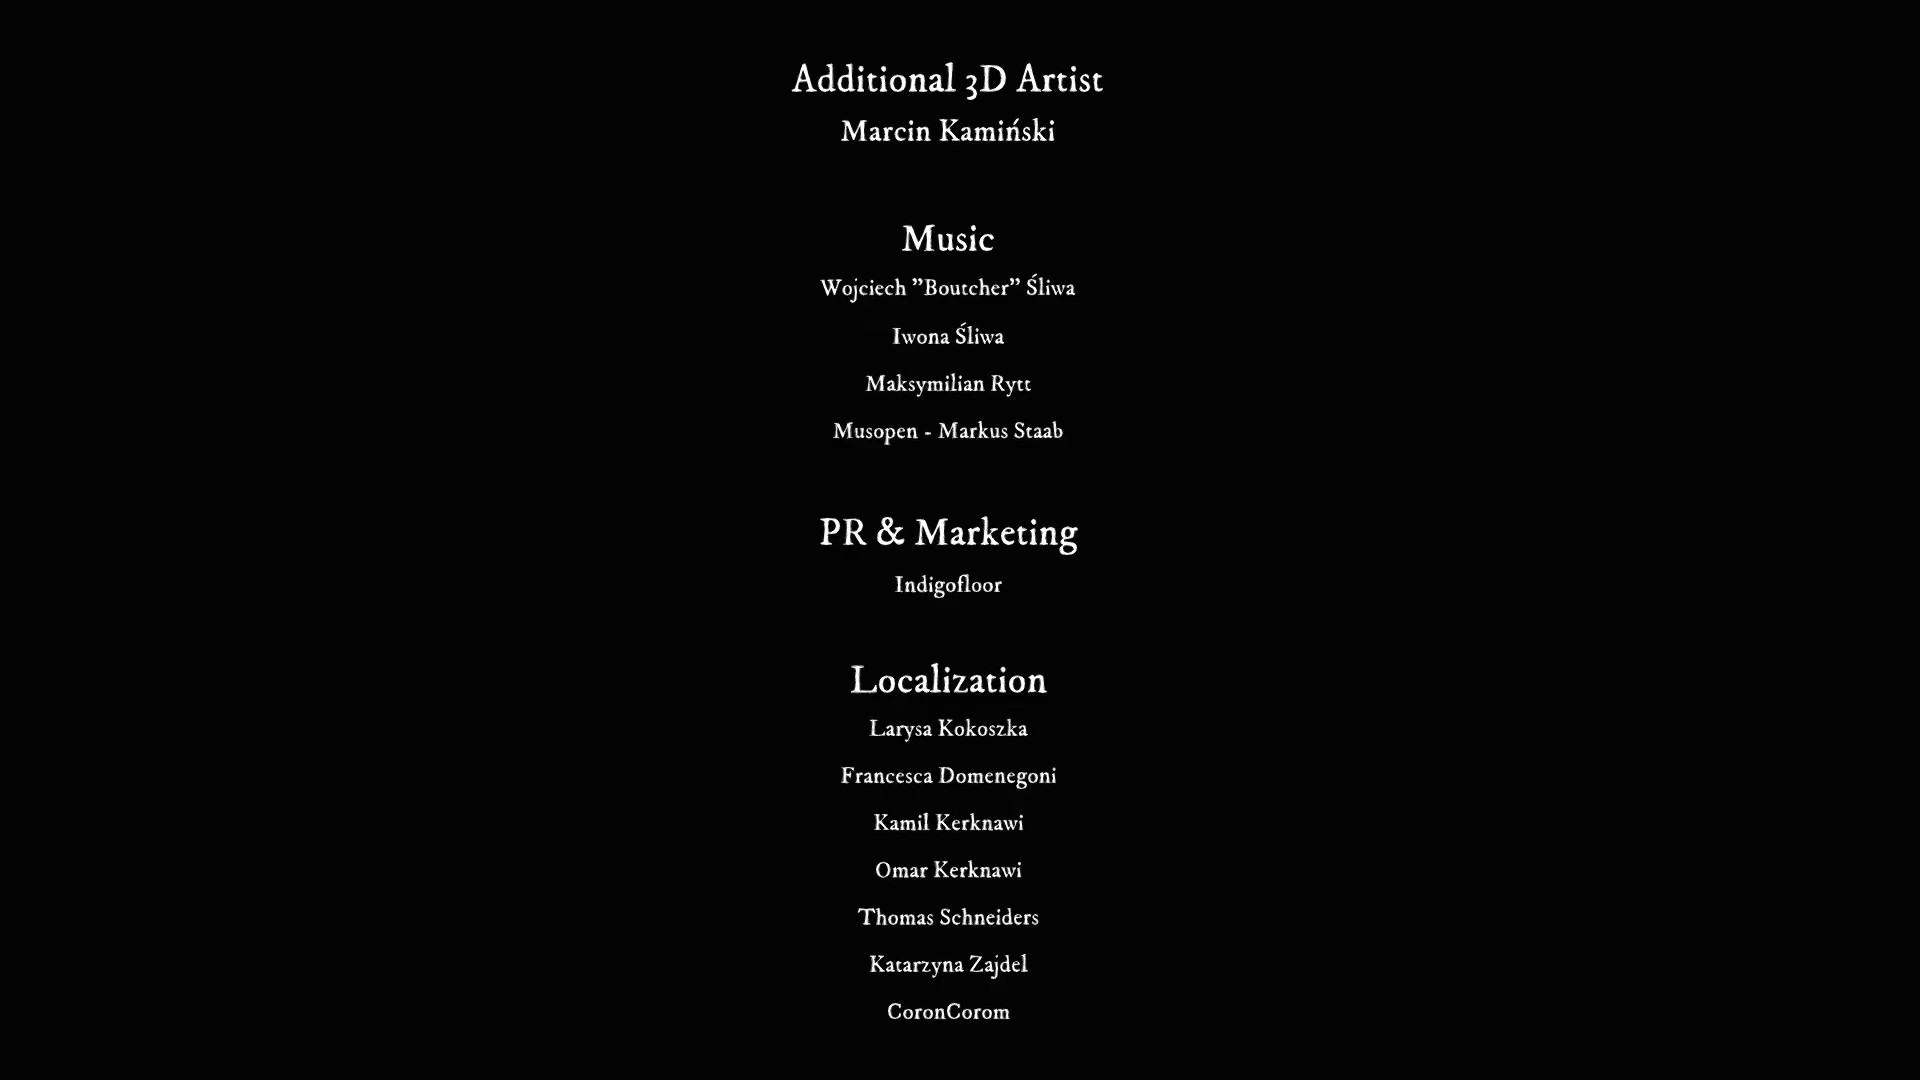 Additional 3D Artist
Marcin Kamiński
Music
Wojciech "Boutcher" Śliwa
Iwona Śliwa
Maksymilian Rytt
Musopen - Markus Staab
PR & Marketing
Indigofloor
Localization
Larysa Kokoszka
Francesca Domenegoni
Kamil Kerknawi
Omar Kerknawi
Thomas Schneiders
Katarzyna Zajdel
CoronCorom